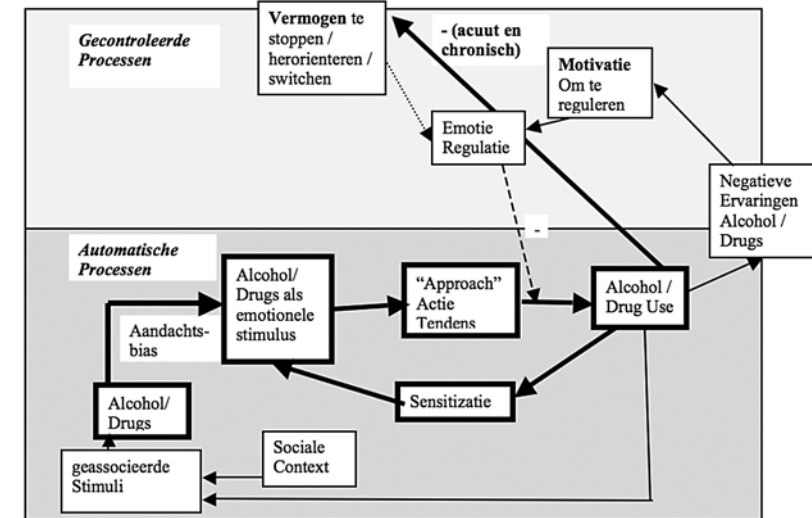 Vermogen te
stoppen /
herorienteren /
switchen
- (acuut en
chronisch)
Gecontroleerde
Processen
Motivatie
Om te
reguleren
Emotie
Regulatie
Negatieve
Ervaringen
Alcohol /
Drugs
-
Automatische
Processen
Alcohol/
Drugs als
emotionele
stimulus
“Approach”
Actie
Tendens
Alcohol /
Drug Use
Aandachts-
bias
Alcohol/
Drugs
Sensitizatie
geassocieerde
Stimuli
Sociale
Context